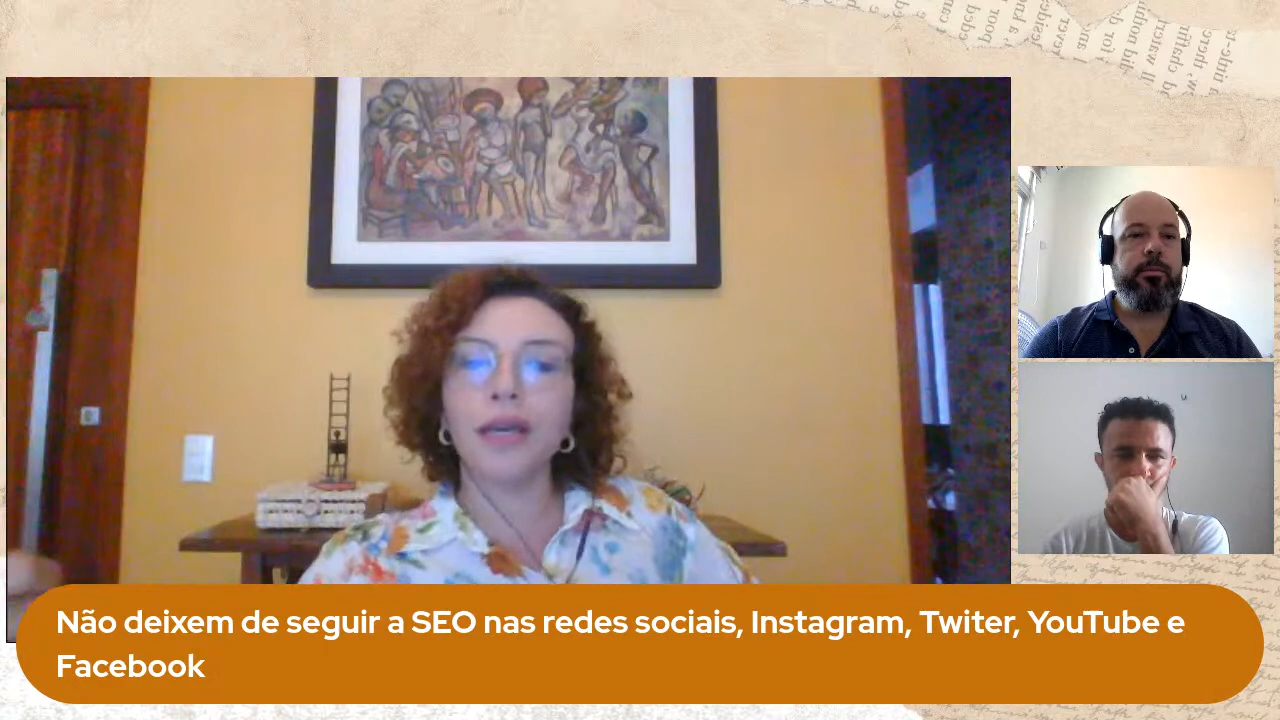 Não deixem de seguir a SEO nas redes sociais, Instagram, Twiter, YouTube e
Facebook